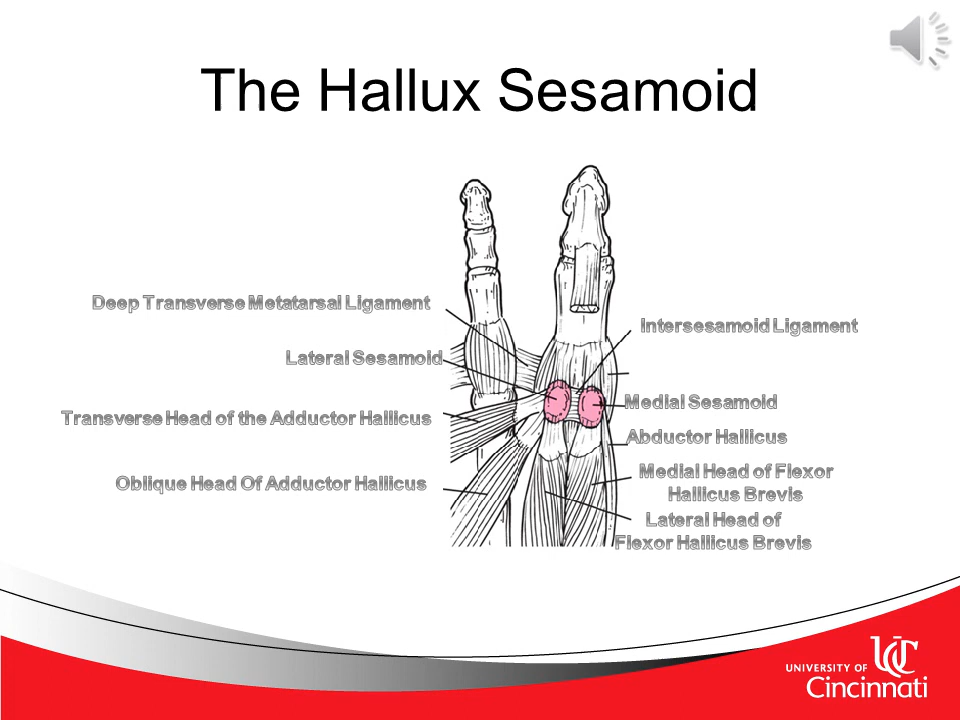 The Hallux Sesamoid
Deep Transverse Metatarsal Ligament
Intersesamoid Ligament
Lateral Sesamoid
Medial Sesamoid
Transverse Head of the Adductor Hallicus
Abductor Hallicus
Medial Head of Flexor
Hallicus Brevis
Oblique Head Of Adductor Hallicus
Lateral Head of
Flexor Hallicus Brevis
UNIVERSITY OF
UC
Cincinnati